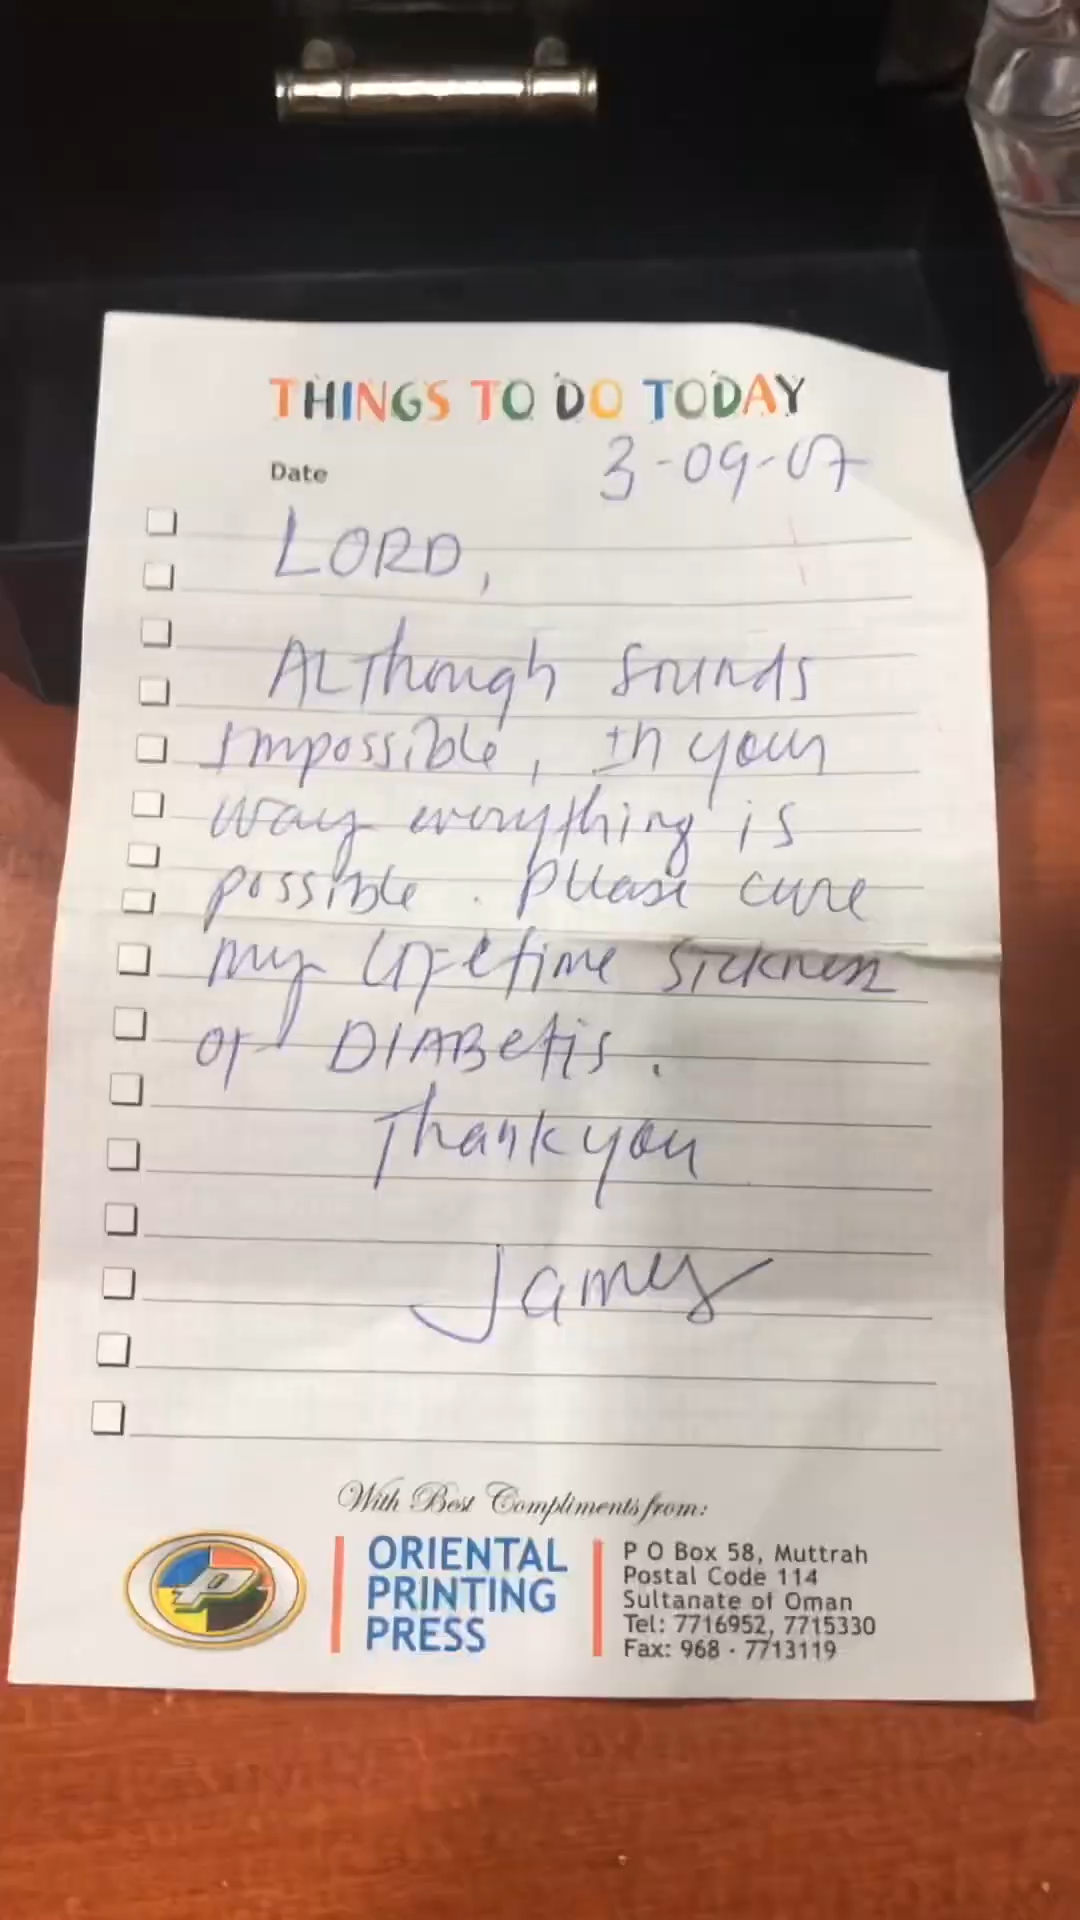 THINGS TO DO TODAY
Date 3-09-07
LORD,
ALThough sounds
Impossible, In your
way everything is
possible. please cure
my Lifetime sickness
of DIABetis.
Thank you
James
With Best Compliments from:
P
ORIENTAL
PRINTING
PRESS
P O Box 58, Muttrah
Postal Code 114
Sultanate of Oman
Tel: 7716952, 7715330
Fax: 968 - 7713119